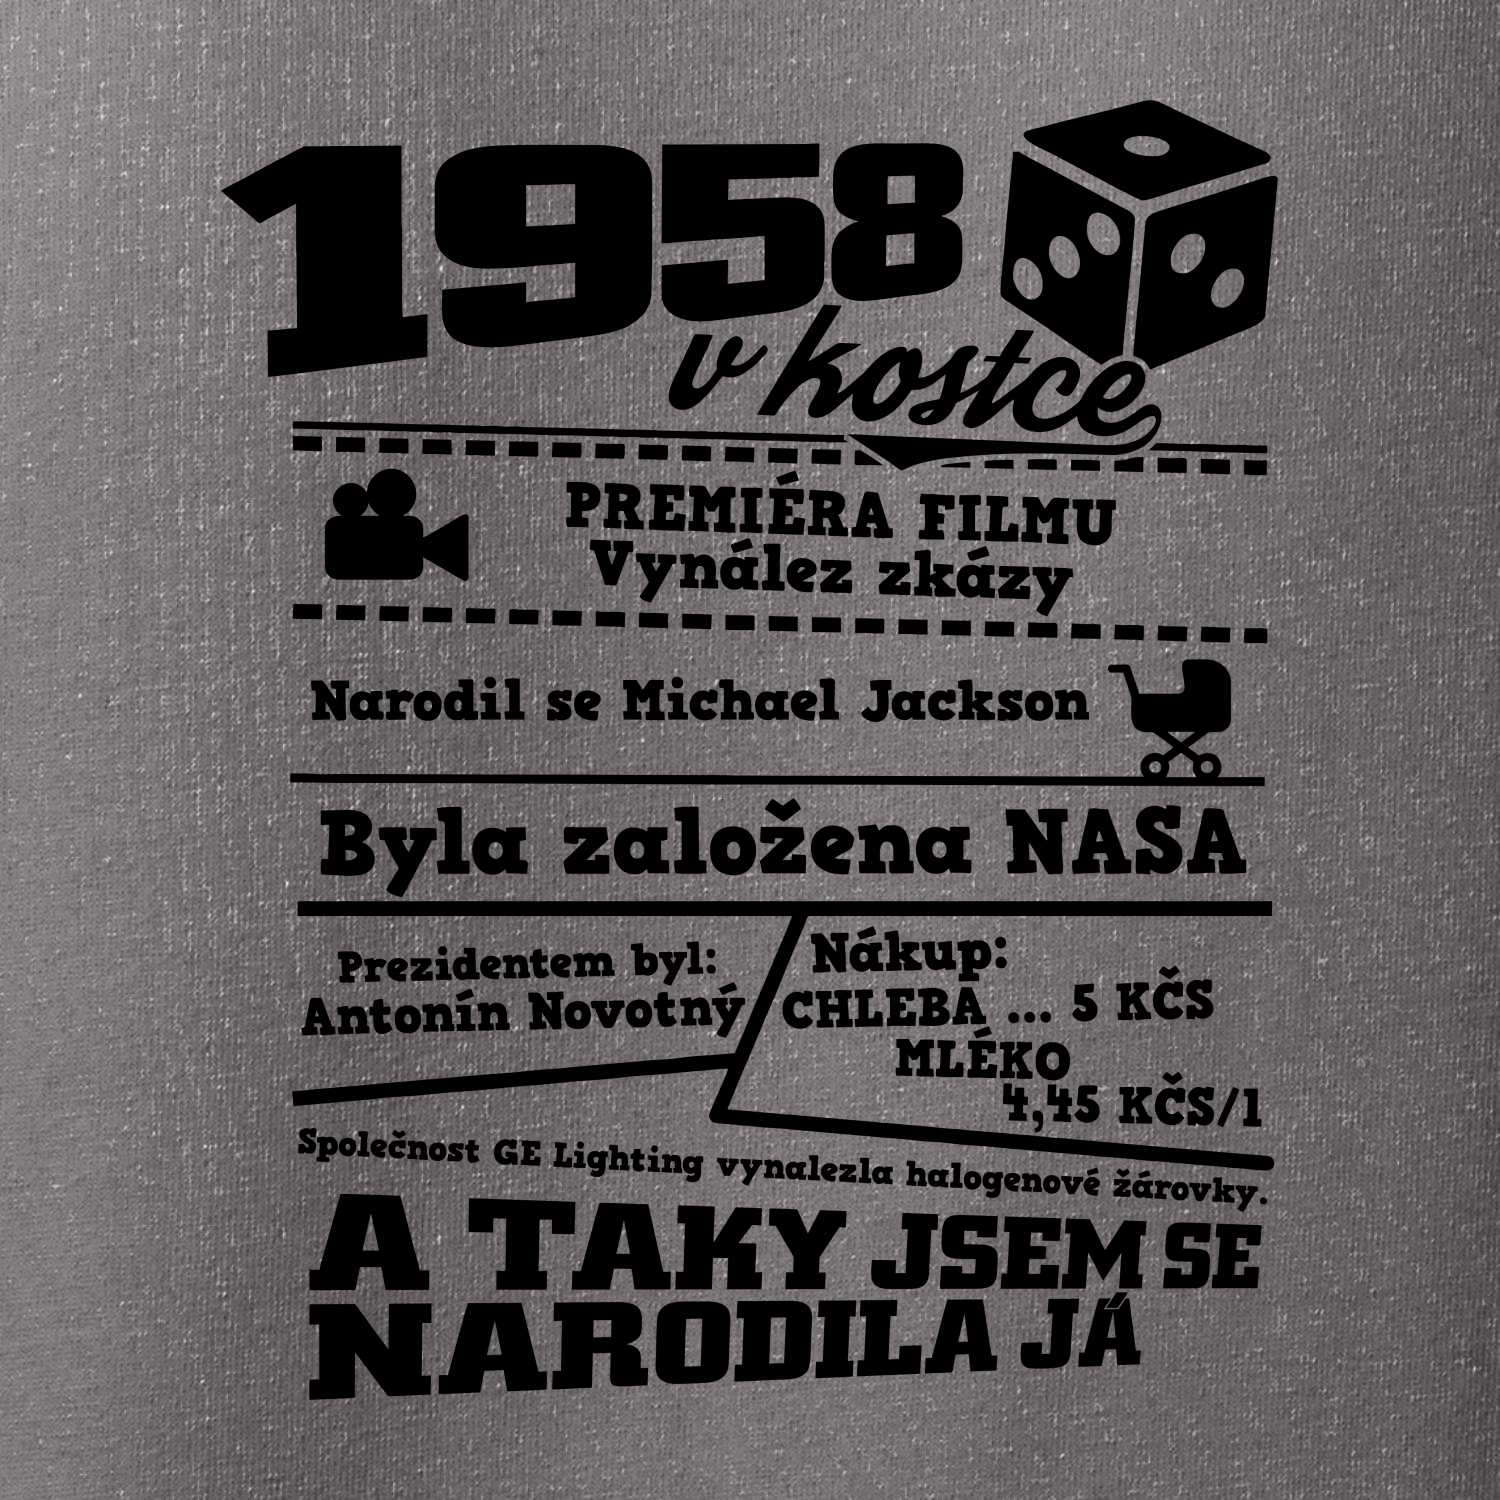 1958
v kostce
PREMIÉRA FILMU
Vynález zkázy
Narodil se Michael Jackson
Byla založena NASA
Prezidentem byl:
Antonín Novotný
Nákup:
CHLEBA ... 5 KČS
MLÉKO
4,45 KČS/l
Společnost GE Lighting vynalezla halogenové žárovky.
A TAKY JSEM SE
NARODILA JÁ